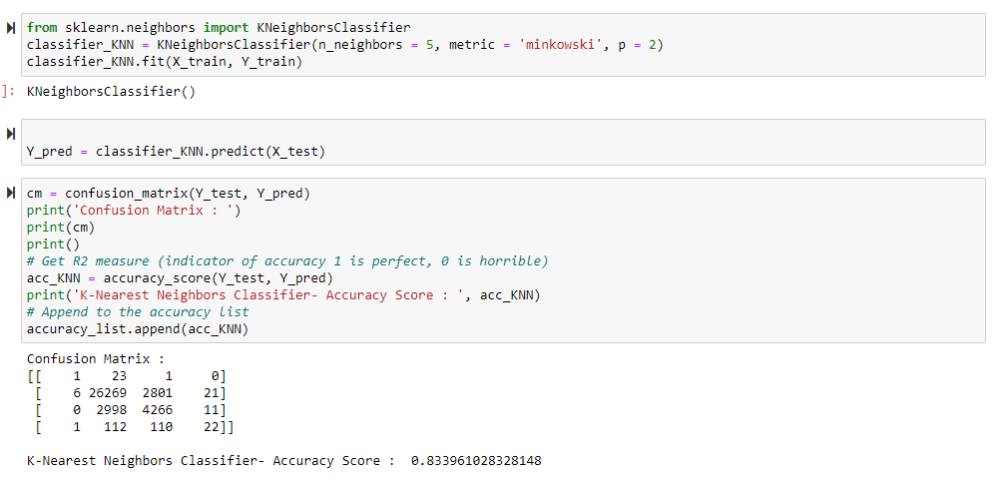 from sklearn.neighbors import KNeighborsClassifier
classifier_KNN = KNeighborsClassifier(n_neighbors = 5, metric = 'minkowski', p = 2)
classifier_KNN.fit(X_train, Y_train)
]: KNeighborsClassifier()
Y_pred = classifier_KNN.predict(X_test)
cm = confusion_matrix(Y_test, Y_pred)
print('Confusion Matrix : ')
print(cm)
print()
# Get R2 measure (indicator of accuracy 1 is perfect, 0 is horrible)
acc_KNN = accuracy_score(Y_test, Y_pred)
print('K-Nearest Neighbors Classifier- Accuracy Score : ', acc_KNN)
# Append to the accuracy list
accuracy_list.append(acc_KNN)
Confusion Matrix :
[[    1    23     1     0]
 [    6 26269  2801    21]
 [    0  2998  4266    11]
 [    1   112   110    22]]
K-Nearest Neighbors Classifier- Accuracy Score :  0.833961028328148